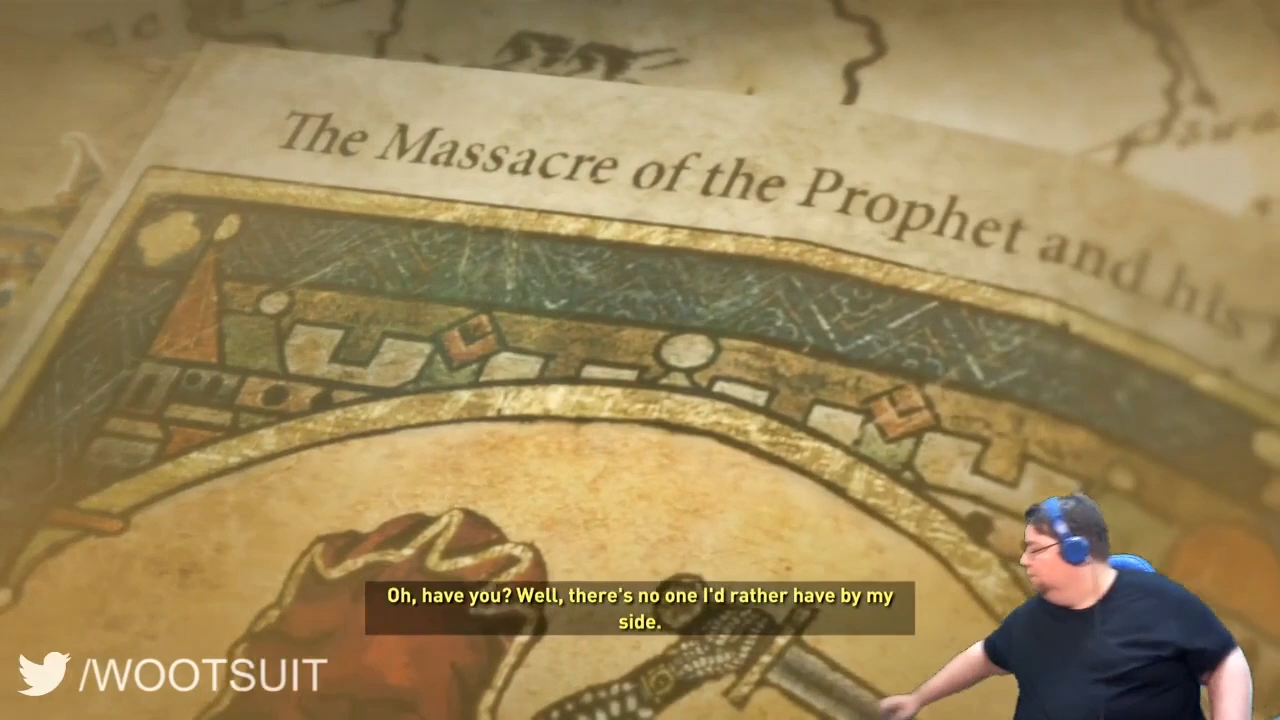 The Massacre of the Prophet and his
Oh, have you? Well, there's no one I'd rather have by my
side.
/WOOTSUIT